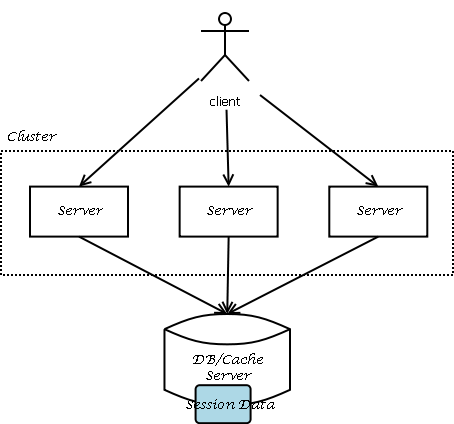 client
Cluster
Server
Server
Server
DB/Cache
Server
Session Data